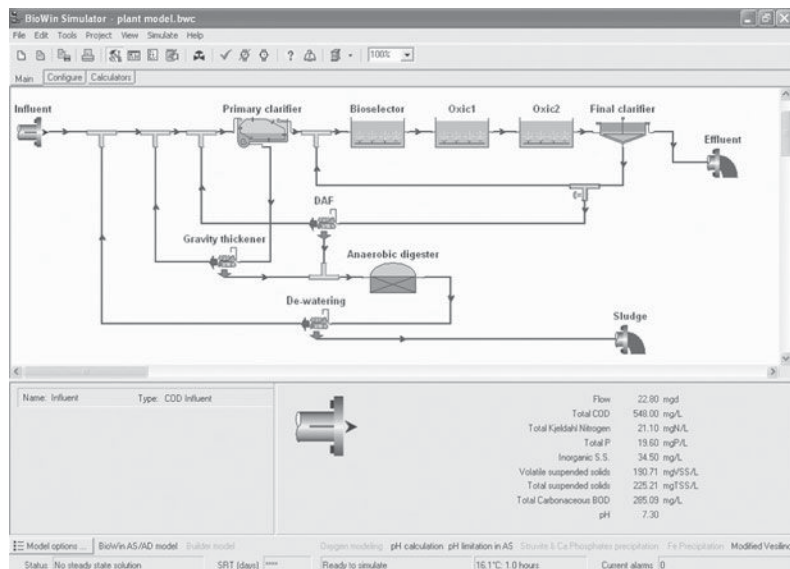 BioWin Simulator - plant model.bwc
File Edit Tools Project View Simulate Help
100%
Main Configure Calculators
Influent
Primary clarifier
Bioselector
Oxic1
Oxic2
Final clarifier
Effluent
DAF
Gravity thickener
Anaerobic digester
De-watering
Sludge
Name: Influent Type: COD Influent
Flow 22.80 mgd
Total COD 548.00 mg/L
Total Kjeldahl Nitrogen 21.10 mgN/L
Total P 19.60 mgP/L
Inorganic S.S. 34.50 mg/L
Volatile suspended solids 190.71 mgVSS/L
Total suspended solids 225.21 mgTSS/L
Total Carbonaceous BOD 285.09 mg/L
pH 7.30
Model options ... BioWin AS/AD model Builder model Oxygen modeling pH calculation pH limitation in AS Struvite & Ca Phosphates precipitation Fe Precipitation Modified Vesilin
Status No steady state solution SRT (days) **** Ready to simulate 16.1°C: 1.0 hours Current alarms 0